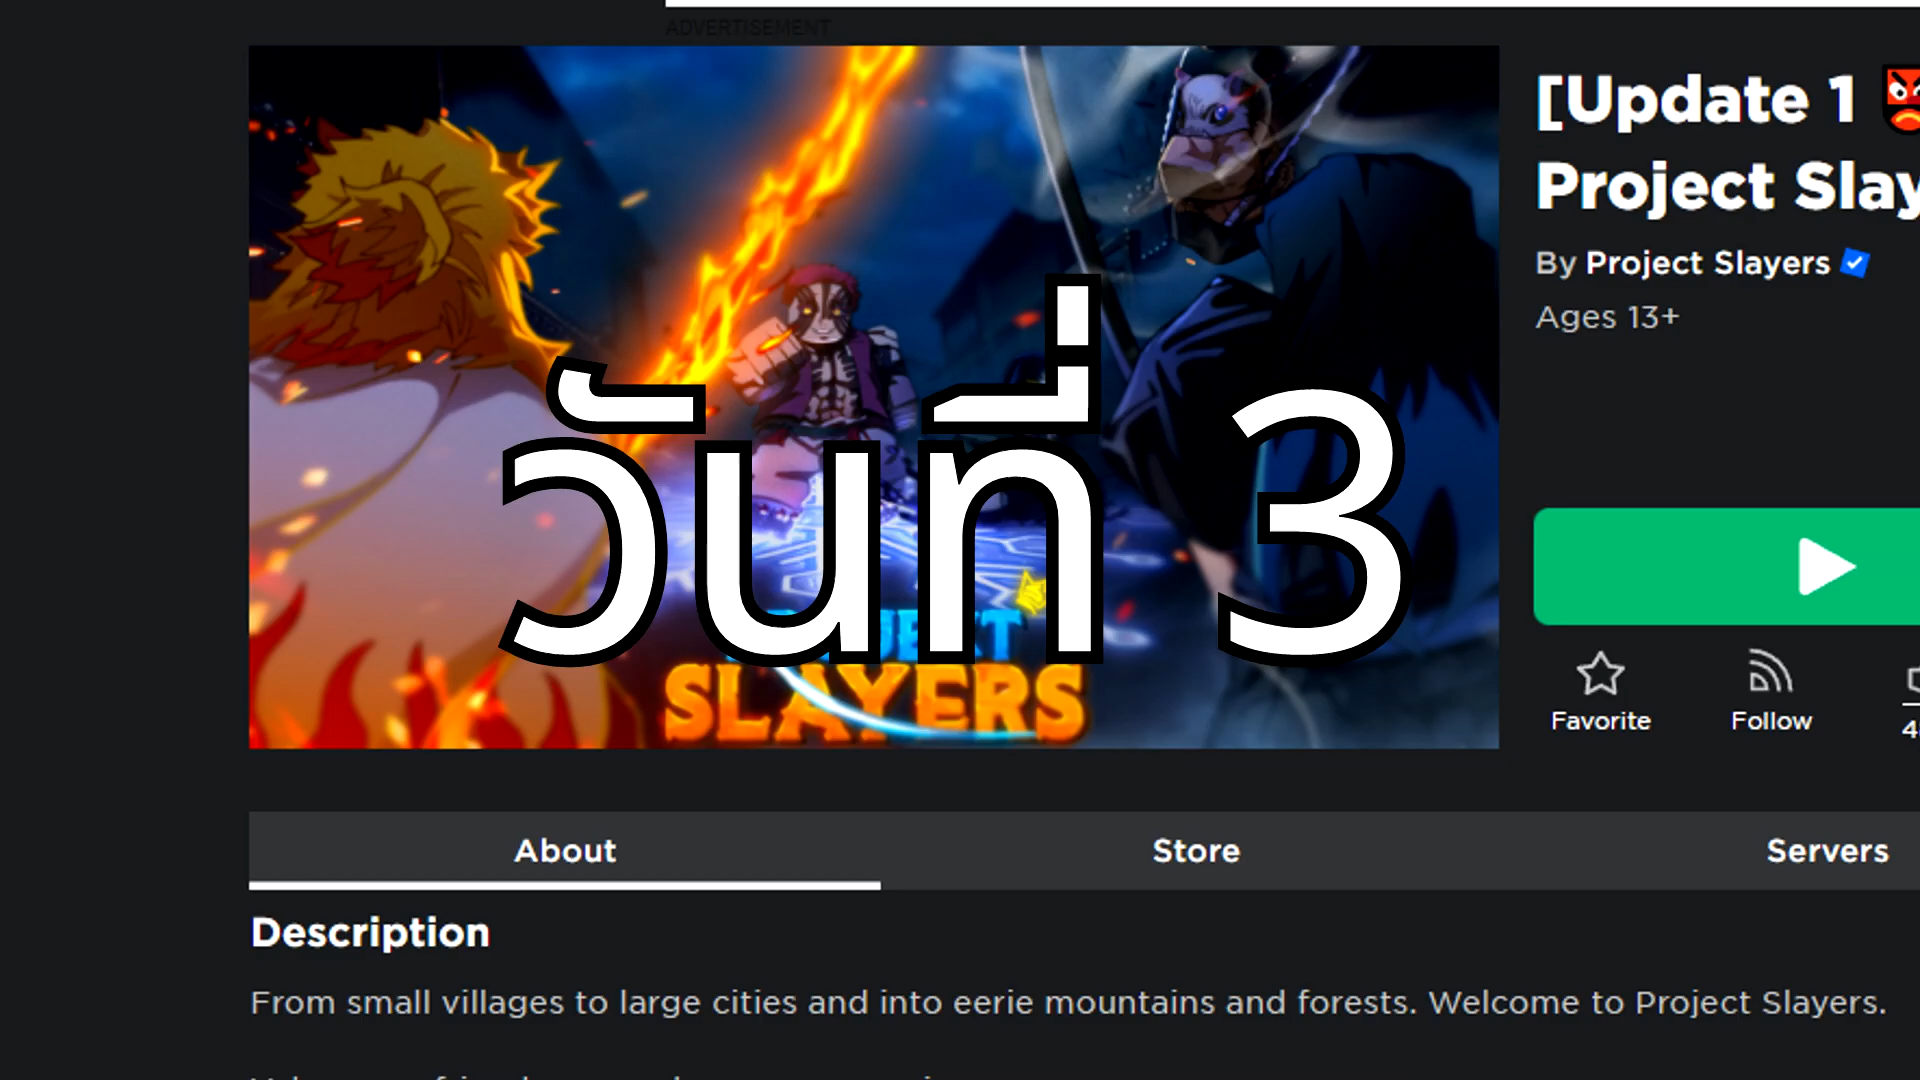 ADVERTISEMENT
[Update 1
Project Slay
By Project Slayers
Ages 13+
วันที่ 3
SLAYERS
Favorite
Follow
About
Store
Servers
Description
From small villages to large cities and into eerie mountains and forests. Welcome to Project Slayers.